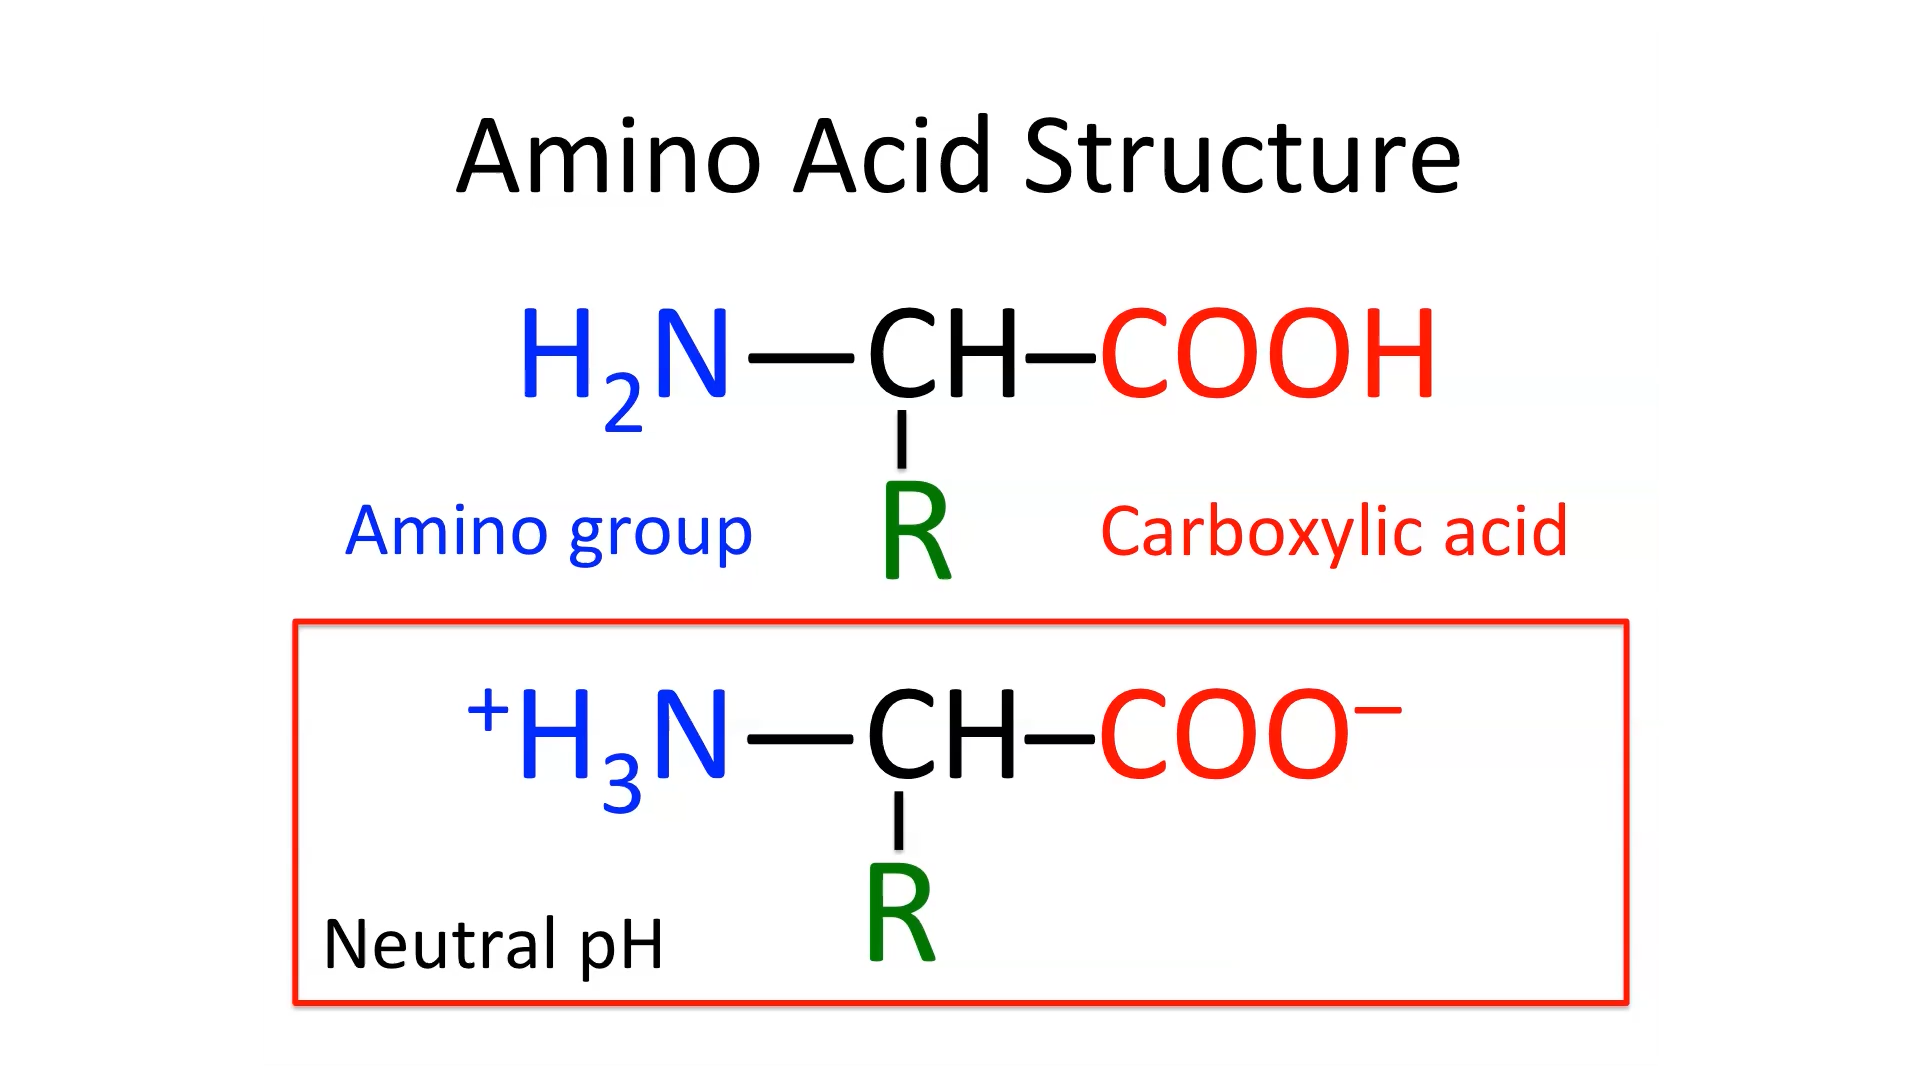 Amino Acid Structure
H₂N—CH—COOH
R
Amino group
Carboxylic acid
⁺H₃N—CH—COO⁻
R
Neutral pH